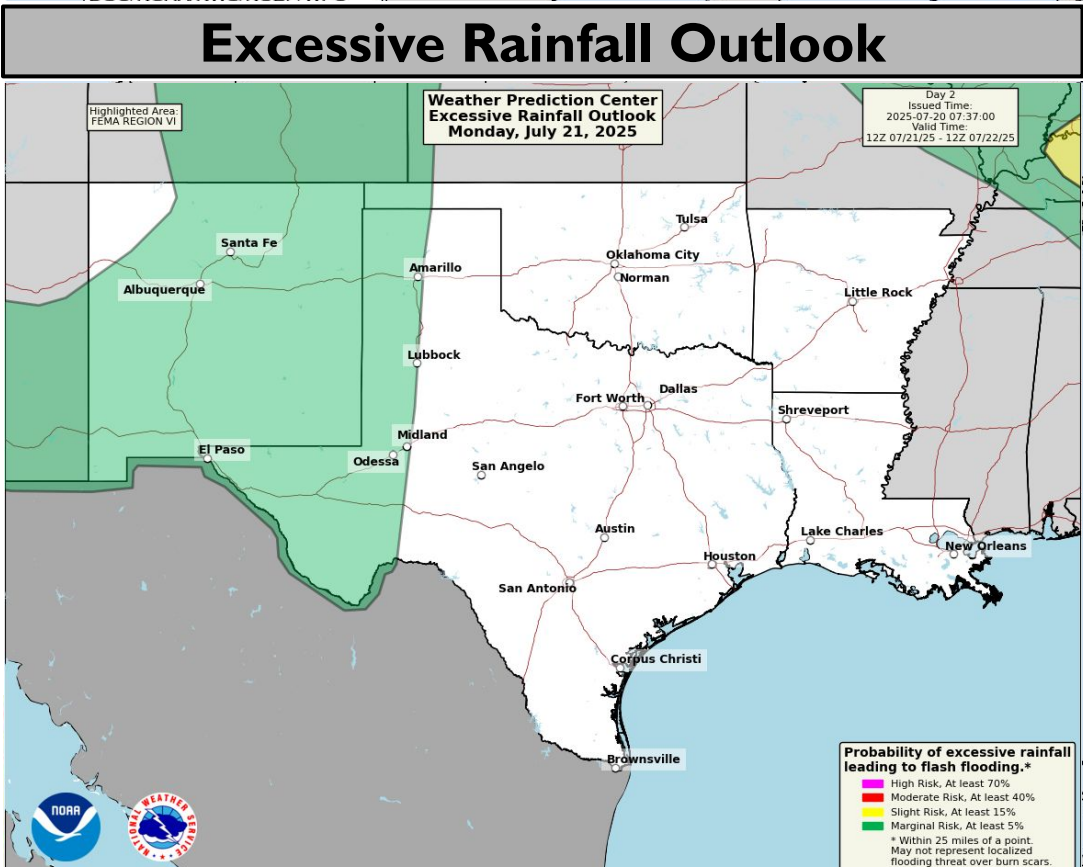 Excessive Rainfall Outlook
Highlighted Area:
FEMA REGION VI
Weather Prediction Center
Excessive Rainfall Outlook
Monday, July 21, 2025
Day 2
Issued Time:
2025-07-20 07:37:00
Valid Time:
12Z 07/21/25 - 12Z 07/22/25
Tulsa
Santa Fe
Oklahoma City
Amarillo
Norman
Albuquerque
Little Rock
Lubbock
Dallas
Fort Worth
Shreveport
Midland
El Paso
Odessa
San Angelo
Austin
Lake Charles
New Orleans
Houston
San Antonio
Corpus Christi
Brownsville
Probability of excessive rainfall
leading to flash flooding.*
High Risk, At least 70%
Moderate Risk, At least 40%
Slight Risk, At least 15%
Marginal Risk, At least 5%
* Within 25 miles of a point.
May not represent localized
flooding threat over burn scars.
NOAA
NATIONAL WEATHER SERVICE